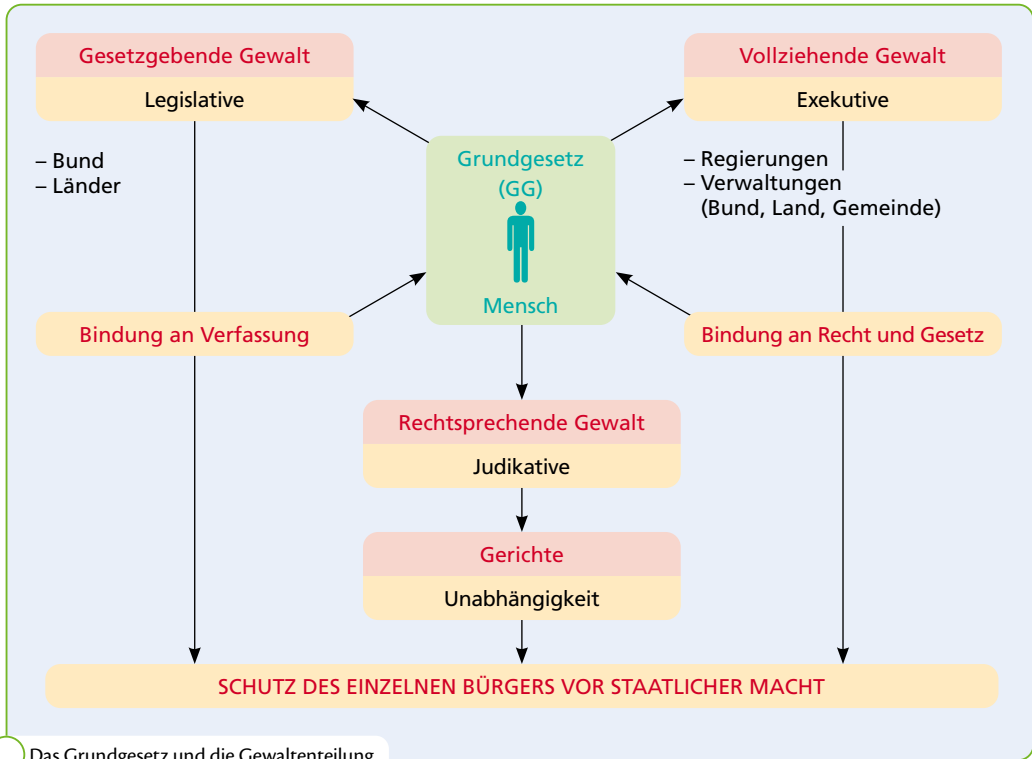 Gesetzgebende Gewalt
Legislative
– Bund
– Länder
Vollziehende Gewalt
Exekutive
– Regierungen
– Verwaltungen
(Bund, Land, Gemeinde)
Grundgesetz
(GG)
Mensch
Bindung an Verfassung
Bindung an Recht und Gesetz
Rechtsprechende Gewalt
Judikative
Gerichte
Unabhängigkeit
SCHUTZ DES EINZELNEN BÜRGERS VOR STAATLICHER MACHT
Das Grundgesetz und die Gewaltenteilung